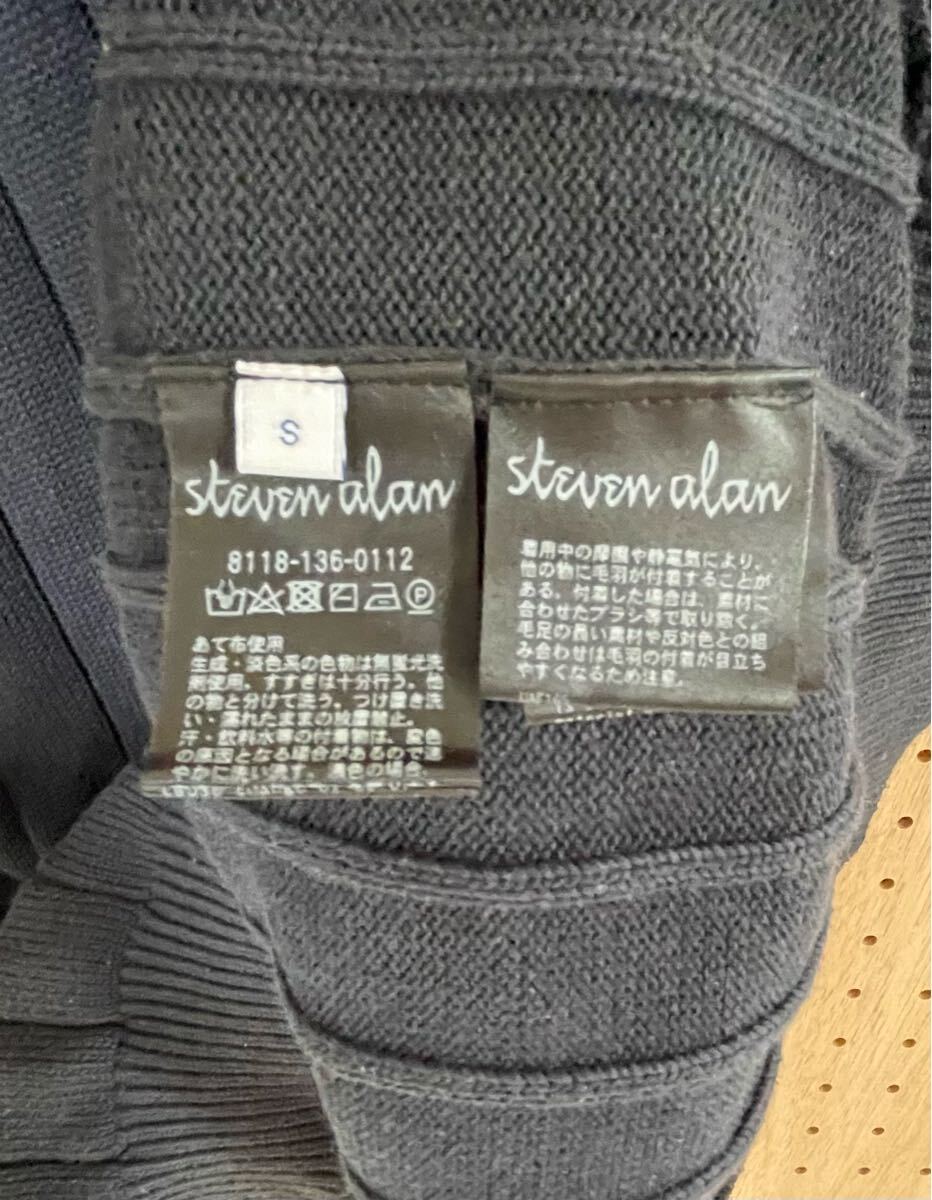 S
steven alan
8118-136-0112
P
あて布使用
生成・淡色系の色物は無蛍光洗
剤使用。すすぎは十分行う。他
の物と分けて洗う。つけ置き洗
い・濡れたままの放置禁止。
汗・飲料水等の付着物は、変色
の原因となる場合があるので速
やかに洗い流す。濃色の場合、
steven alan
着用中の摩擦や静電気により、
他の物に毛羽が付着することが
ある。付着した場合は、素材に
合わせたブラシ等で取り除く。
毛足の長い素材や反対色との組
み合わせは毛羽の付着が目立ち
やすくなるため注意。